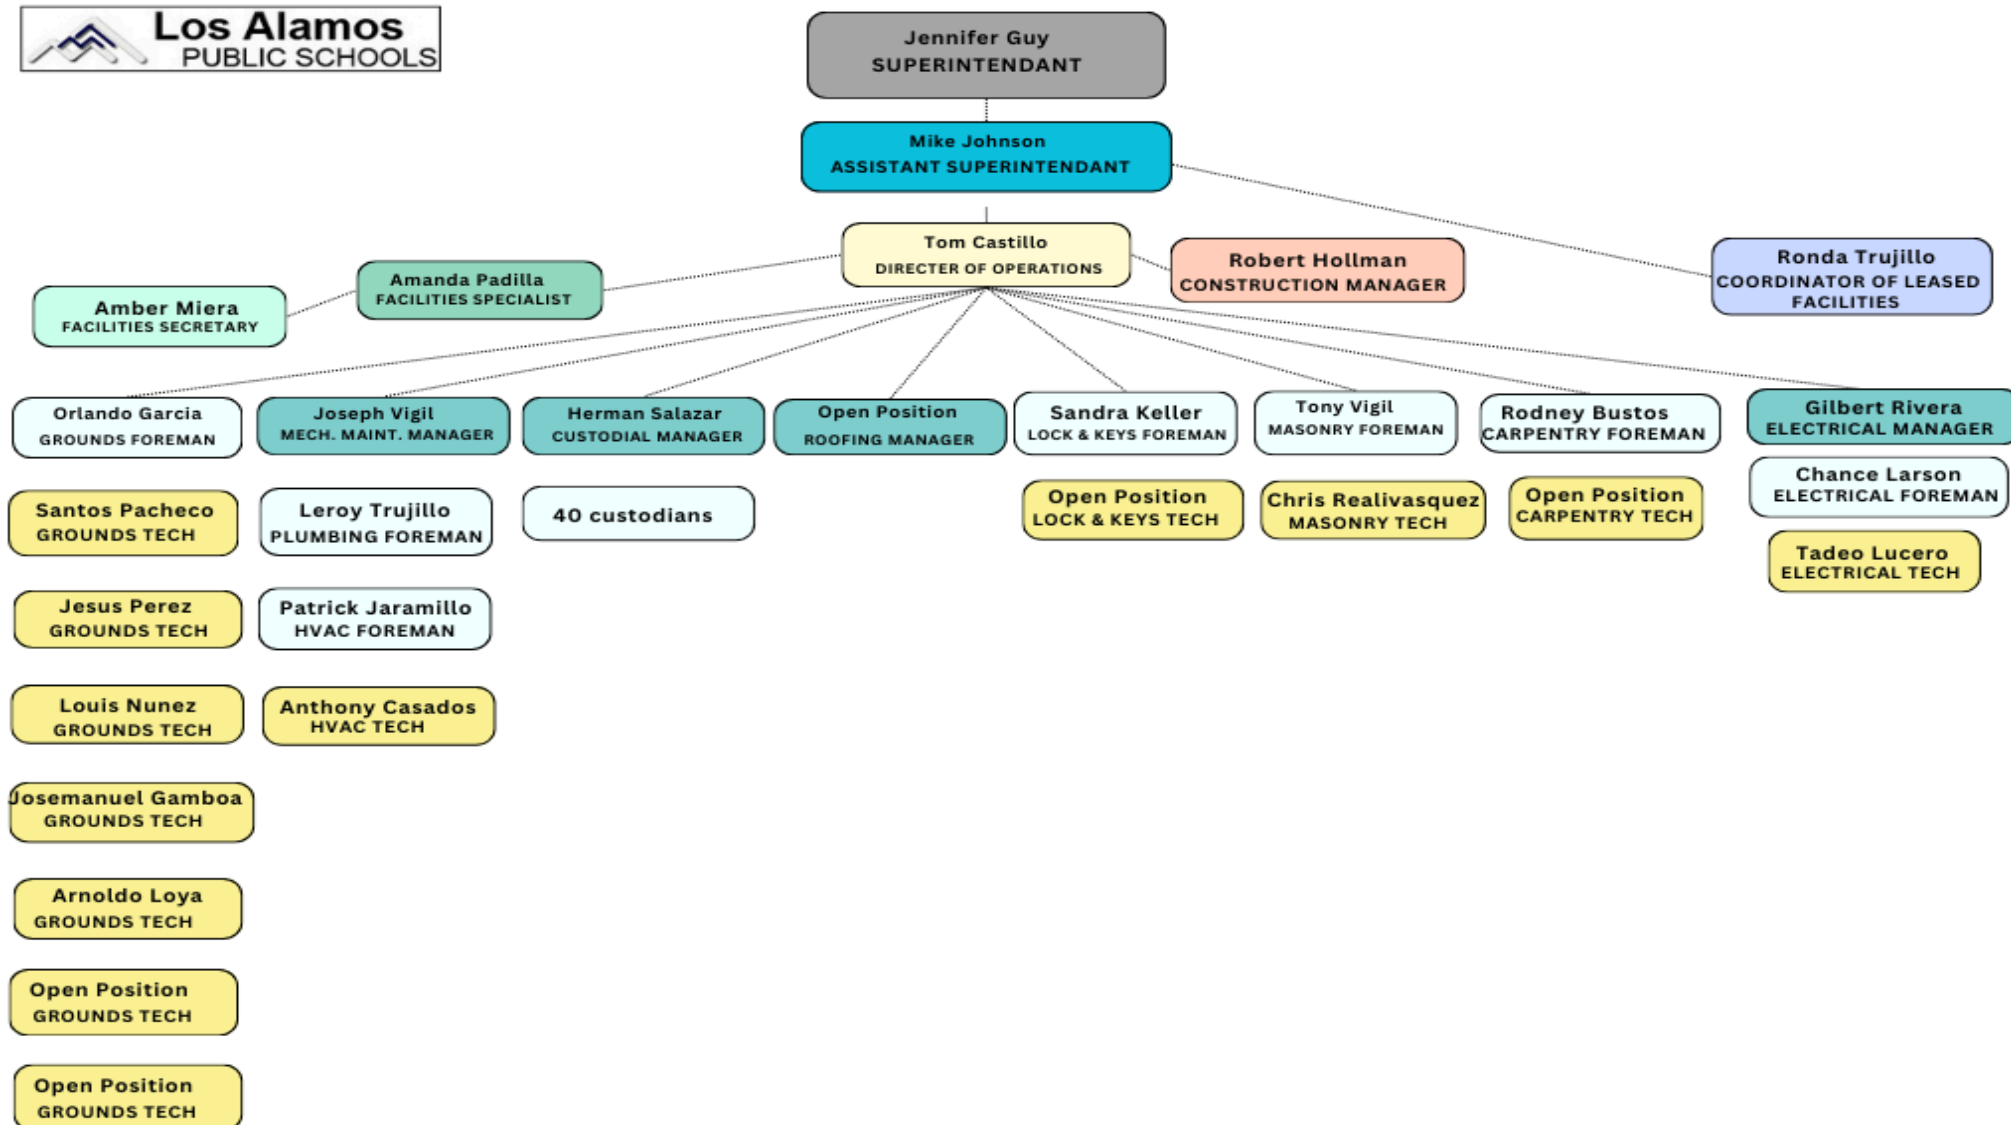 Los Alamos
PUBLIC SCHOOLS
Jennifer Guy
SUPERINTENDANT
Mike Johnson
ASSISTANT SUPERINTENDANT
Tom Castillo
DIRECTER OF OPERATIONS
Robert Hollman
CONSTRUCTION MANAGER
Ronda Trujillo
COORDINATOR OF LEASED
FACILITIES
Amanda Padilla
FACILITIES SPECIALIST
Amber Miera
FACILITIES SECRETARY
Orlando Garcia
GROUNDS FOREMAN
Joseph Vigil
MECH. MAINT. MANAGER
Herman Salazar
CUSTODIAL MANAGER
Open Position
ROOFING MANAGER
Sandra Keller
LOCK & KEYS FOREMAN
Tony Vigil
MASONRY FOREMAN
Rodney Bustos
CARPENTRY FOREMAN
Gilbert Rivera
ELECTRICAL MANAGER
Santos Pacheco
GROUNDS TECH
Leroy Trujillo
PLUMBING FOREMAN
40 custodians
Open Position
LOCK & KEYS TECH
Chris Realivasquez
MASONRY TECH
Open Position
CARPENTRY TECH
Chance Larson
ELECTRICAL FOREMAN
Tadeo Lucero
ELECTRICAL TECH
Jesus Perez
GROUNDS TECH
Patrick Jaramillo
HVAC FOREMAN
Louis Nunez
GROUNDS TECH
Anthony Casados
HVAC TECH
Josemanuel Gamboa
GROUNDS TECH
Arnoldo Loya
GROUNDS TECH
Open Position
GROUNDS TECH
Open Position
GROUNDS TECH